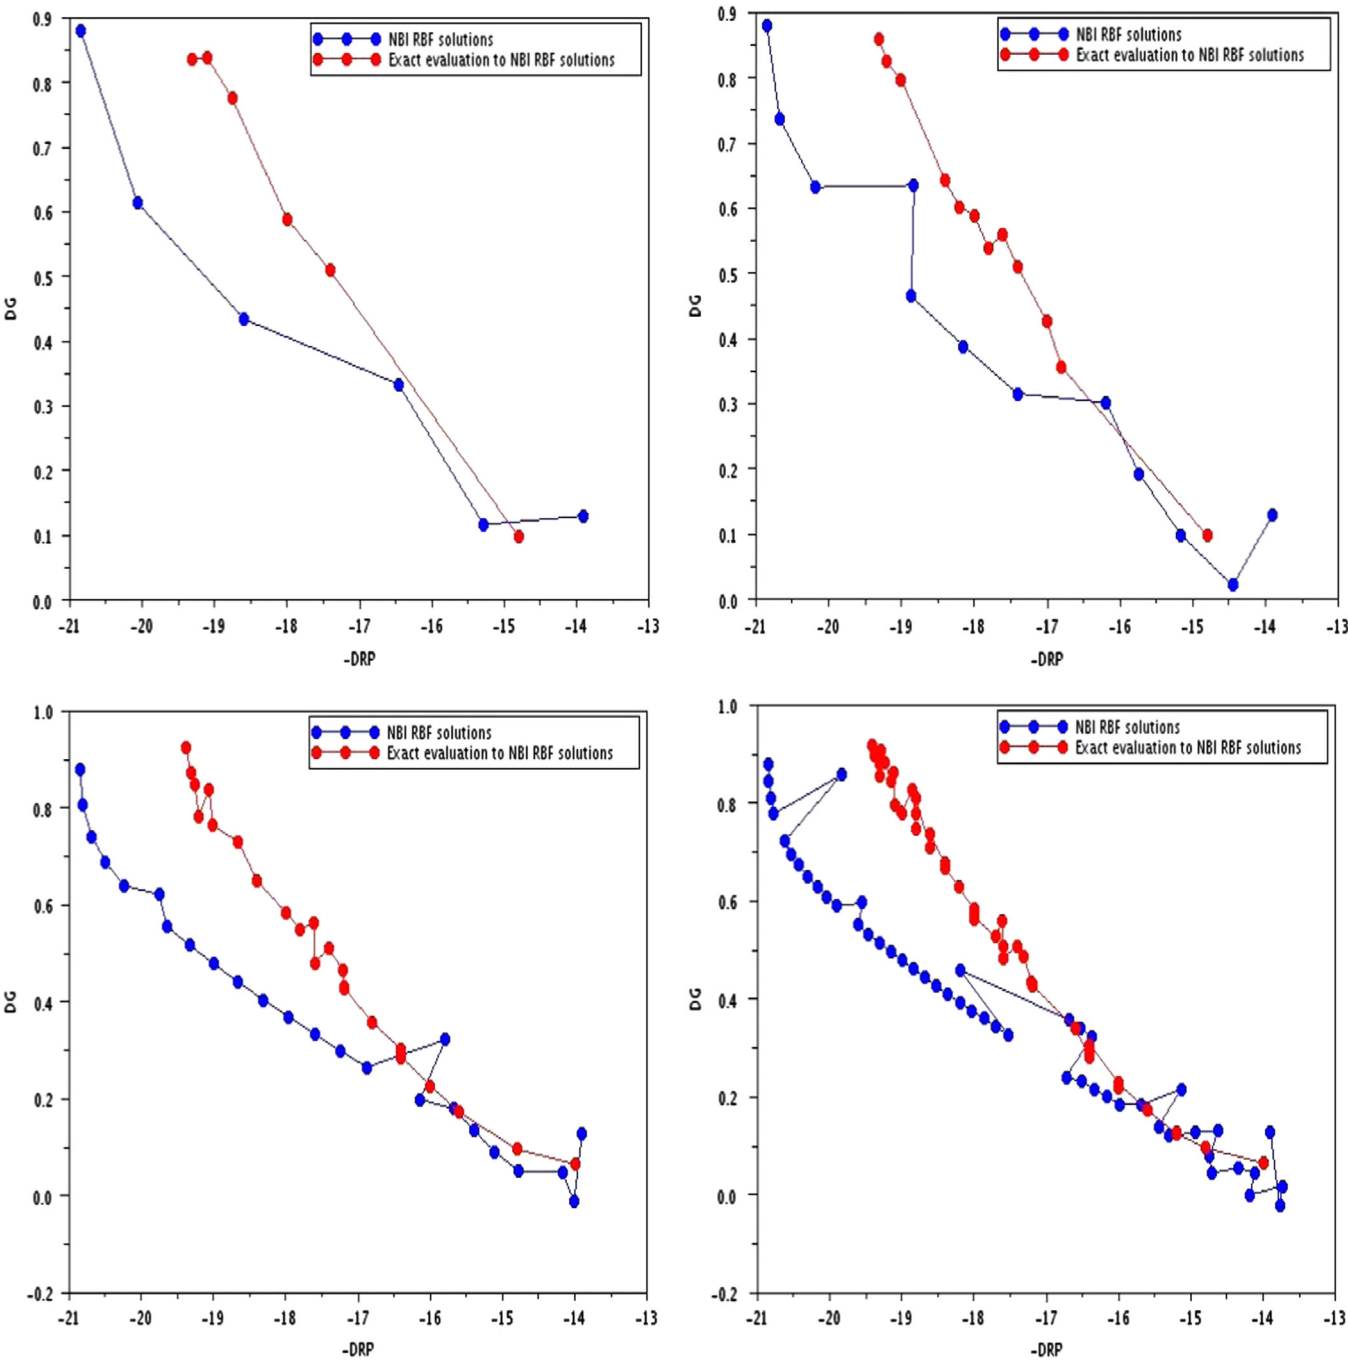 0.9
0.8
0.7
0.6
0.5
0.4
0.3
0.2
0.1
0.0
DG
NBI RBF solutions
Exact evaluation to NBI RBF solutions
-21 -20 -19 -18 -17 -16 -15 -14 -13
-DRP
0.9
0.8
0.7
0.6
0.5
0.4
0.3
0.2
0.1
0.0
DG
NBI RBF solutions
Exact evaluation to NBI RBF solutions
-21 -20 -19 -18 -17 -16 -15 -14 -13
-DRP
1.0
0.8
0.6
0.4
0.2
0.0
-0.2
DG
NBI RBF solutions
Exact evaluation to NBI RBF solutions
-21 -20 -19 -18 -17 -16 -15 -14 -13
-DRP
1.0
0.8
0.6
0.4
0.2
0.0
-0.2
DG
NBI RBF solutions
Exact evaluation to NBI RBF solutions
-21 -20 -19 -18 -17 -16 -15 -14 -13
-DRP